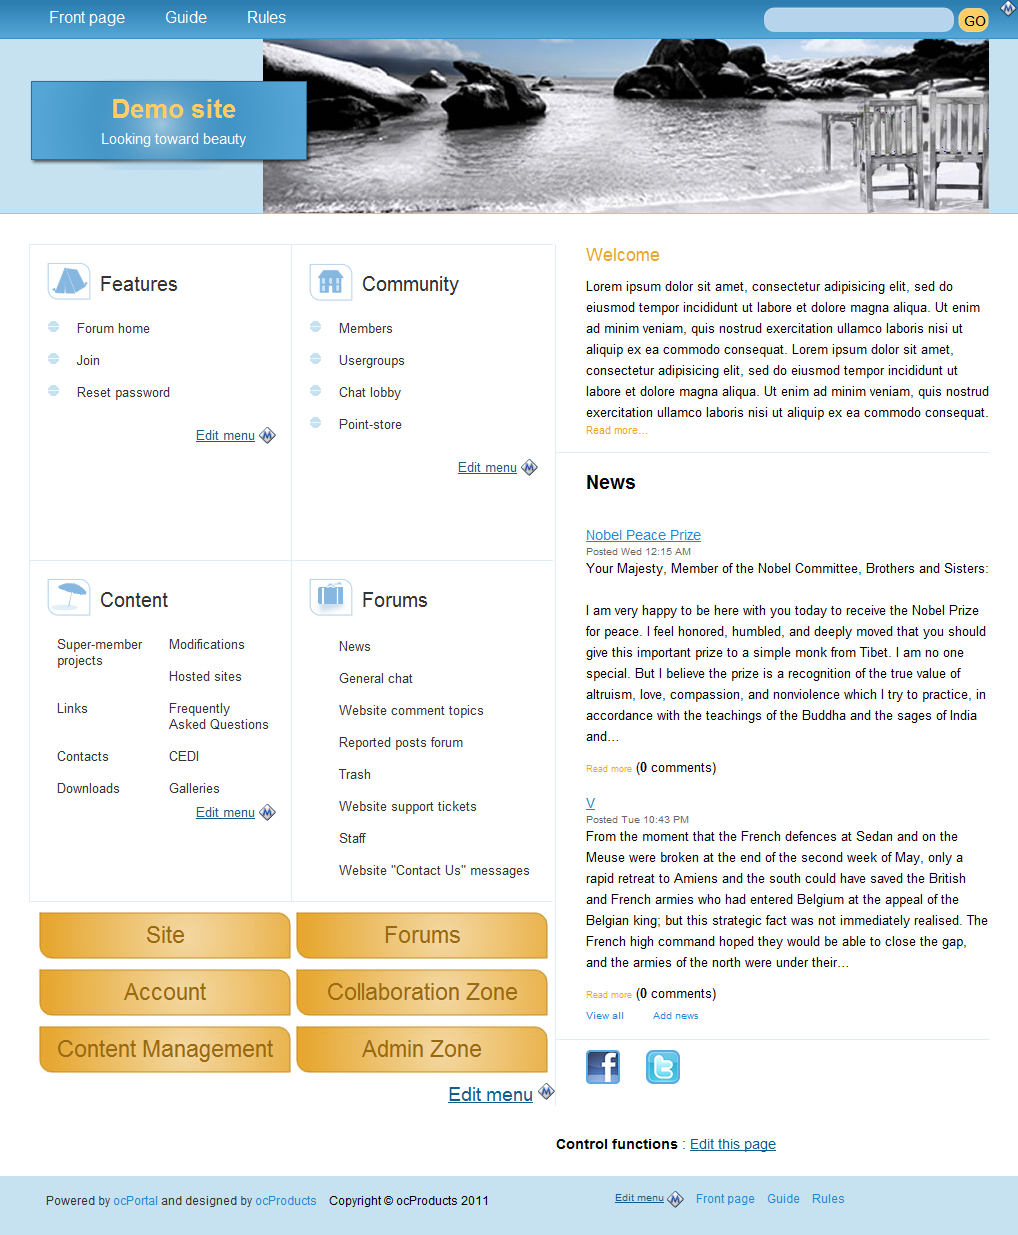 Front page Guide Rules GO
Demo site
Looking toward beauty
Features
Forum home
Join
Reset password
Edit menu
Community
Members
Usergroups
Chat lobby
Point-store
Edit menu
Content
Super-member projects
Modifications
Hosted sites
Links
Frequently Asked Questions
Contacts
CEDI
Downloads
Galleries
Edit menu
Forums
News
General chat
Website comment topics
Reported posts forum
Trash
Website support tickets
Staff
Website "Contact Us" messages
Site
Forums
Account
Collaboration Zone
Content Management
Admin Zone
Edit menu
Welcome
Lorem ipsum dolor sit amet, consectetur adipisicing elit, sed do
eiusmod tempor incididunt ut labore et dolore magna aliqua. Ut enim
ad minim veniam, quis nostrud exercitation ullamco laboris nisi ut
aliquip ex ea commodo consequat. Lorem ipsum dolor sit amet,
consectetur adipisicing elit, sed do eiusmod tempor incididunt ut
labore et dolore magna aliqua. Ut enim ad minim veniam, quis nostrud
exercitation ullamco laboris nisi ut aliquip ex ea commodo consequat.
Read more...
News
Nobel Peace Prize
Posted Wed 12:15 AM
Your Majesty, Member of the Nobel Committee, Brothers and Sisters:
I am very happy to be here with you today to receive the Nobel Prize
for peace. I feel honored, humbled, and deeply moved that you should
give this important prize to a simple monk from Tibet. I am no one
special. But I believe the prize is a recognition of the true value of
altruism, love, compassion, and nonviolence which I try to practice, in
accordance with the teachings of the Buddha and the sages of India
and...
Read more (0 comments)
V
Posted Tue 10:43 PM
From the moment that the French defences at Sedan and on the
Meuse were broken at the end of the second week of May, only a
rapid retreat to Amiens and the south could have saved the British
and French armies who had entered Belgium at the appeal of the
Belgian king; but this strategic fact was not immediately realised. The
French high command hoped they would be able to close the gap,
and the armies of the north were under their...
Read more (0 comments)
View all Add news
Control functions : Edit this page
Powered by ocPortal and designed by ocProducts Copyright © ocProducts 2011
Edit menu Front page Guide Rules